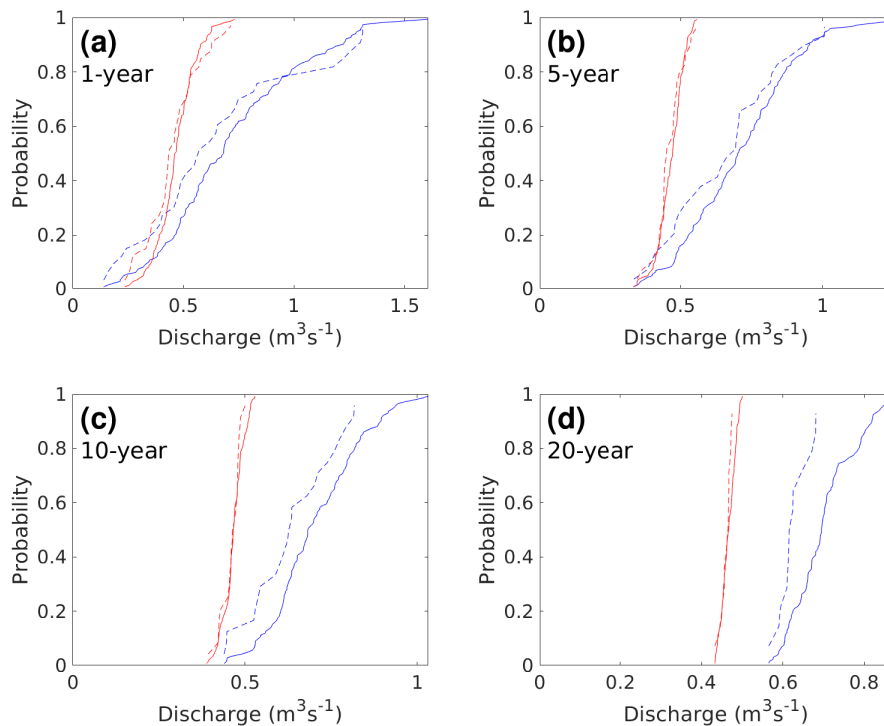 (a)
1-year
Probability
1
0.8
0.6
0.4
0.2
0
0 0.5 1 1.5
Discharge (m³s⁻¹)
(b)
5-year
Probability
1
0.8
0.6
0.4
0.2
0
0 0.5 1
Discharge (m³s⁻¹)
(c)
10-year
Probability
1
0.8
0.6
0.4
0.2
0
0 0.5 1
Discharge (m³s⁻¹)
(d)
20-year
Probability
1
0.8
0.6
0.4
0.2
0
0 0.2 0.4 0.6 0.8
Discharge (m³s⁻¹)